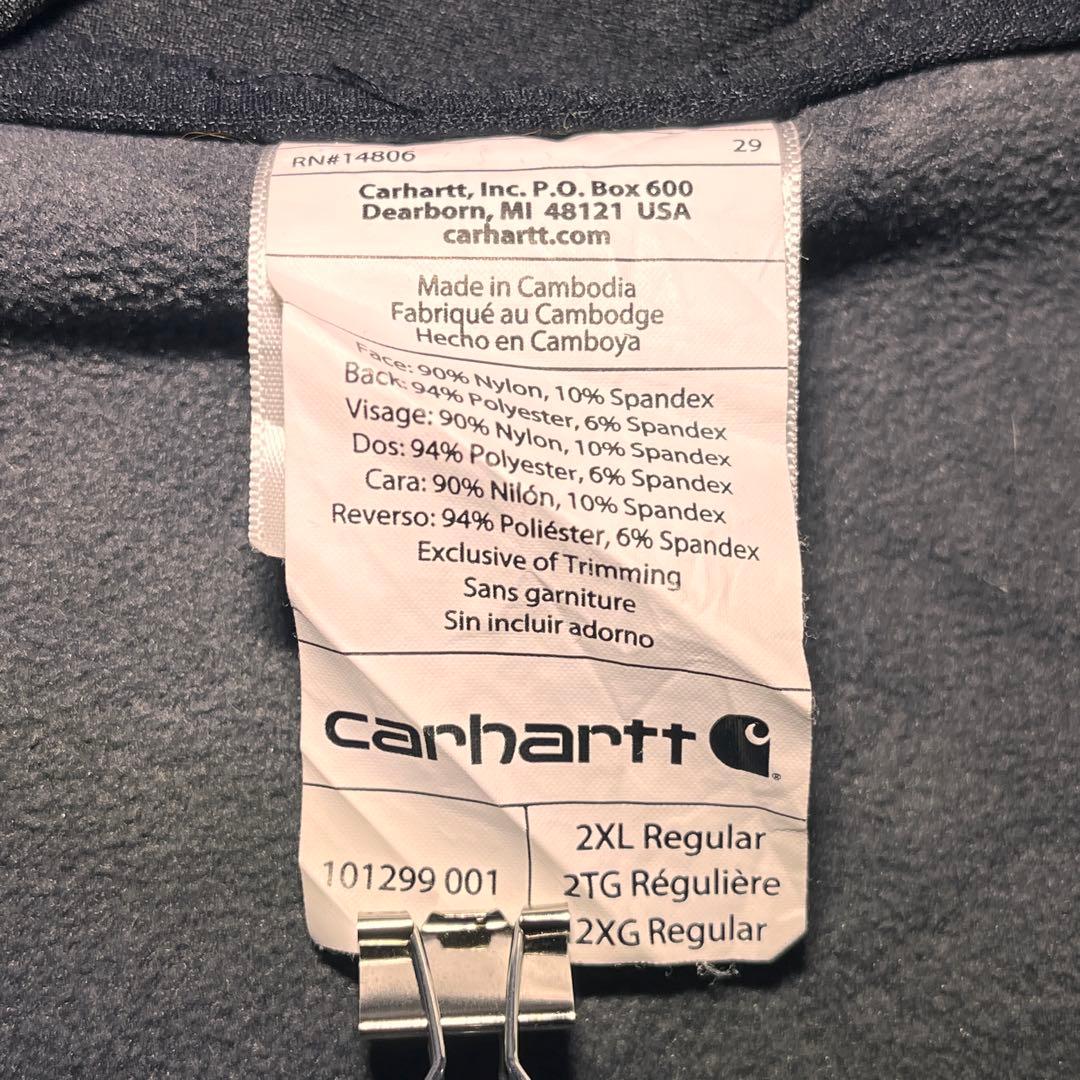 RN#14806 29
Carhartt, Inc. P.O. Box 600
Dearborn, MI 48121 USA
carhartt.com
Made in Cambodia
Fabriqué au Cambodge
Hecho en Camboya
Face: 90% Nylon, 10% Spandex
Back: 94% Polyester, 6% Spandex
Visage: 90% Nylon, 10% Spandex
Dos: 94% Polyester, 6% Spandex
Cara: 90% Nilón, 10% Spandex
Reverso: 94% Poliéster, 6% Spandex
Exclusive of Trimming
Sans garniture
Sin incluir adorno
carhartt ®
101299 001
2XL Regular
2TG Régulière
2XG Regular